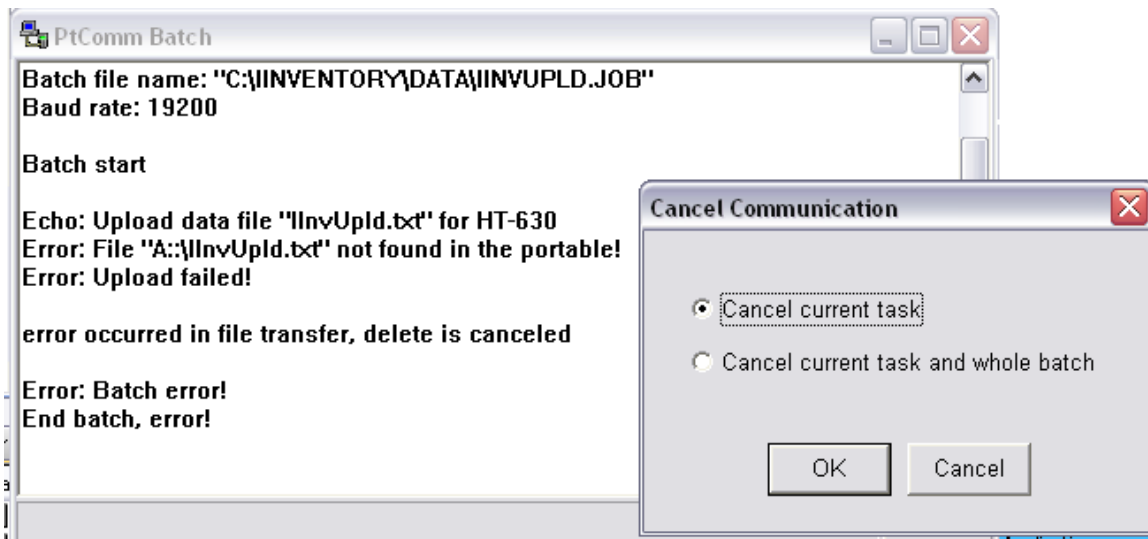 PtComm Batch
Batch file name: "C:\IINVENTORY\DATA\IINVUPLD.JOB"
Baud rate: 19200
Batch start
Echo: Upload data file "IInvUpld.txt" for HT-630
Error: File "A::\IInvUpld.txt" not found in the portable!
Error: Upload failed!
error occurred in file transfer, delete is canceled
Error: Batch error!
End batch, error!
Cancel Communication
Cancel current task
Cancel current task and whole batch
OK
Cancel